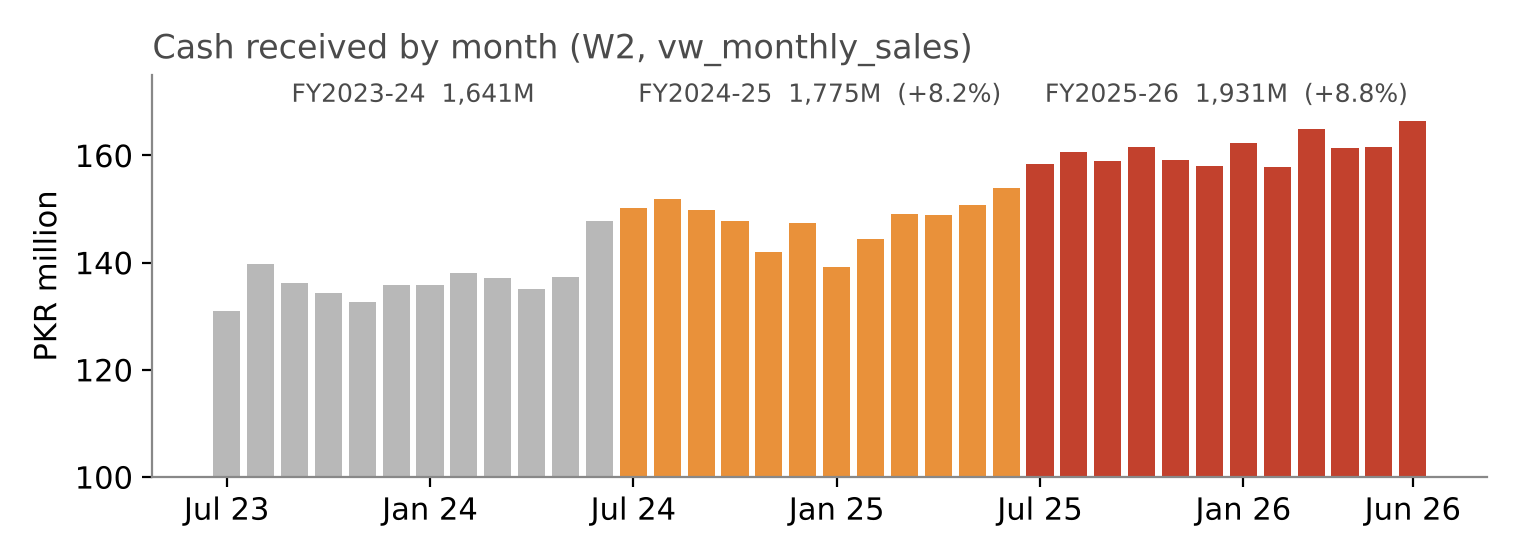 Cash received by month (W2, vw_monthly_sales)
FY2023-24 1,641M
FY2024-25 1,775M (+8.2%)
FY2025-26 1,931M (+8.8%)
PKR million
160
140
120
100
Jul 23
Jan 24
Jul 24
Jan 25
Jul 25
Jan 26
Jun 26